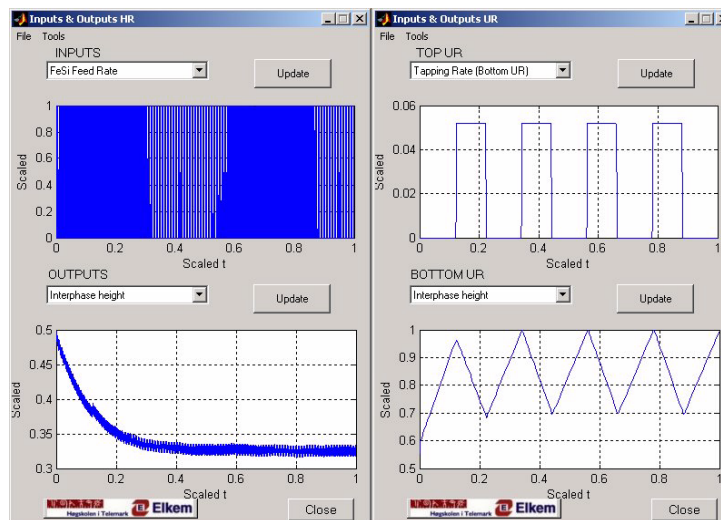 Inputs & Outputs HR
File Tools
INPUTS
FeSi Feed Rate
Update
1
0.8
0.6
0.4
0.2
0
Scaled
0 0.2 0.4 0.6 0.8 1
Scaled t
OUTPUTS
Interphase height
Update
0.5
0.45
0.4
0.35
0.3
Scaled
0 0.2 0.4 0.6 0.8 1
Scaled t
Høgskolen i Telemark
Elkem
Close
Inputs & Outputs UR
File Tools
TOP UR
Tapping Rate (Bottom UR)
Update
0.06
0.04
0.02
0
Scaled
0 0.2 0.4 0.6 0.8 1
Scaled t
BOTTOM UR
Interphase height
Update
1
0.9
0.8
0.7
0.6
0.5
Scaled
0 0.2 0.4 0.6 0.8 1
Scaled t
Høgskolen i Telemark
Elkem
Close